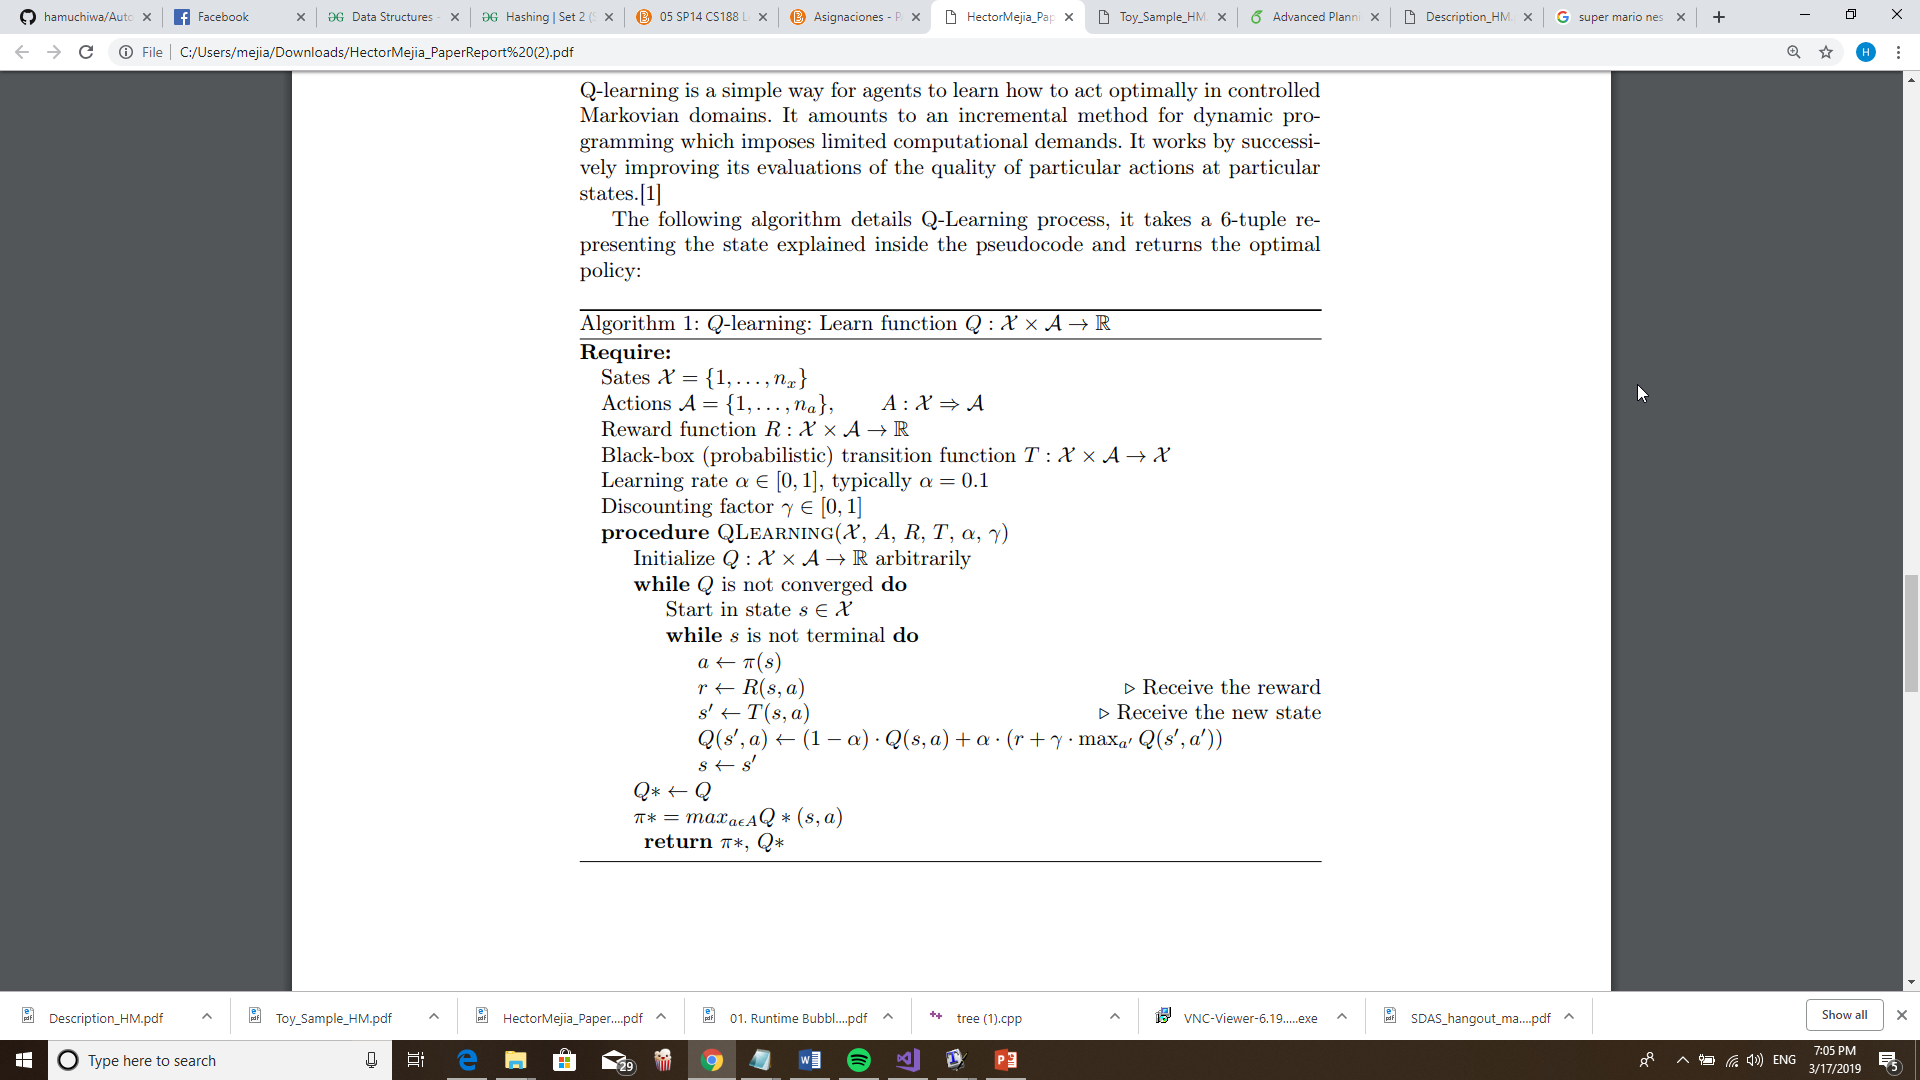 hamuchiwa/Auto
Facebook
Data Structures -
Hashing | Set 2 (S
05 SP14 CS188 L
Asignaciones - P
HectorMejia_Pap
Toy_Sample_HM.
Advanced Planni
Description_HM.
super mario nes
File C:/Users/mejia/Downloads/HectorMejia_PaperReport%20(2).pdf
H
Q-learning is a simple way for agents to learn how to act optimally in controlled
Markovian domains. It amounts to an incremental method for dynamic pro-
gramming which imposes limited computational demands. It works by successi-
vely improving its evaluations of the quality of particular actions at particular
states.[1]
The following algorithm details Q-Learning process, it takes a 6-tuple re-
presenting the state explained inside the pseudocode and returns the optimal
policy:
Algorithm 1: Q-learning: Learn function Q : 𝒳 × 𝒜 → ℝ
Require:
Sates 𝒳 = {1, . . . , nₓ}
Actions 𝒜 = {1, . . . , nₐ}, A : 𝒳 ⇒ 𝒜
Reward function R : 𝒳 × 𝒜 → ℝ
Black-box (probabilistic) transition function T : 𝒳 × 𝒜 → 𝒳
Learning rate α ∈ [0, 1], typically α = 0.1
Discounting factor γ ∈ [0, 1]
procedure QLearning(𝒳, A, R, T, α, γ)
Initialize Q : 𝒳 × 𝒜 → ℝ arbitrarily
while Q is not converged do
Start in state s ∈ 𝒳
while s is not terminal do
a ← π(s)
r ← R(s, a) ▷ Receive the reward
s′ ← T(s, a) ▷ Receive the new state
Q(s′, a) ← (1 − α) · Q(s, a) + α · (r + γ · maxₐ′ Q(s′, a′))
s ← s′
Q∗ ← Q
π∗ = max_{aϵA}Q ∗ (s, a)
return π∗, Q∗
Description_HM.pdf
Toy_Sample_HM.pdf
HectorMejia_Paper....pdf
01. Runtime Bubbl....pdf
tree (1).cpp
VNC-Viewer-6.19.....exe
SDAS_hangout_ma....pdf
Show all
Type here to search
29
ENG
7:05 PM
3/17/2019
5